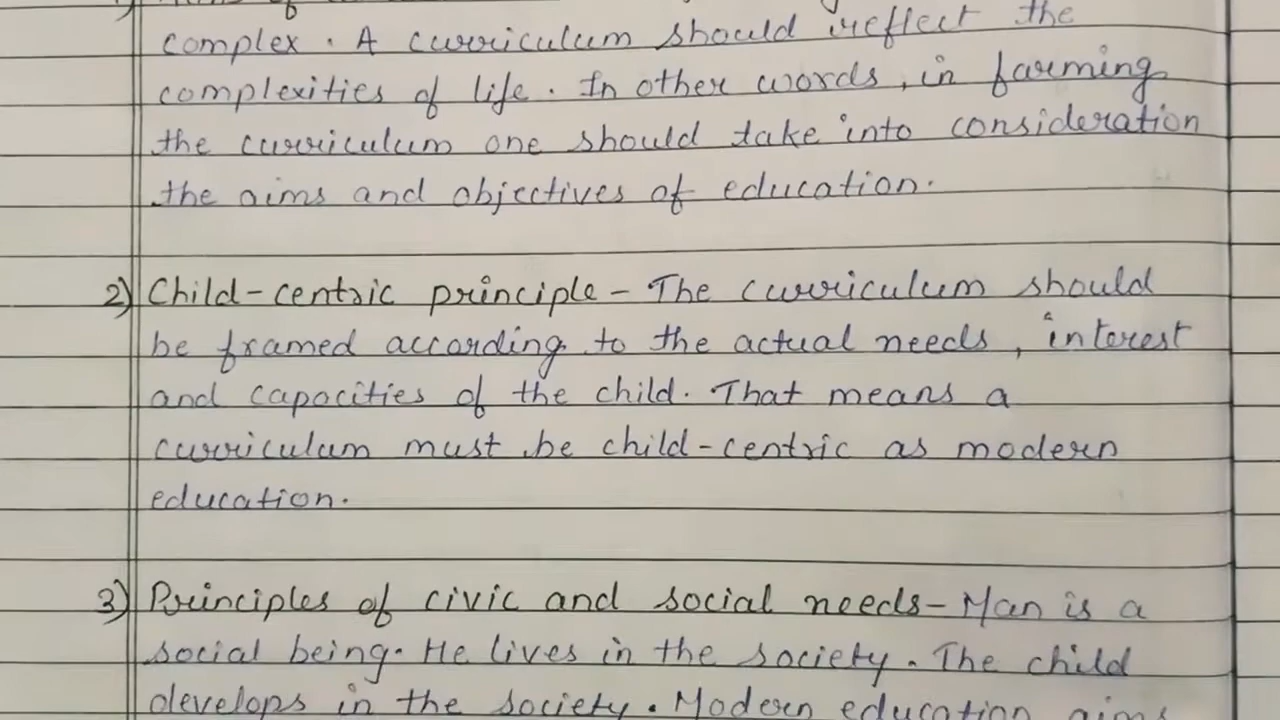 complex. A curriculum should reflect the
complexities of life. In other words, in farming
the curriculum one should take into consideration
the aims and objectives of education.
2) Child-centric principle - The curriculum should
be framed according to the actual needs, interest
and capacities of the child. That means a
curriculum must be child-centric as modern
education.
3) Principles of civic and social needs - Man is a
social being. He lives in the society. The child
develops in the society. Modern education aims